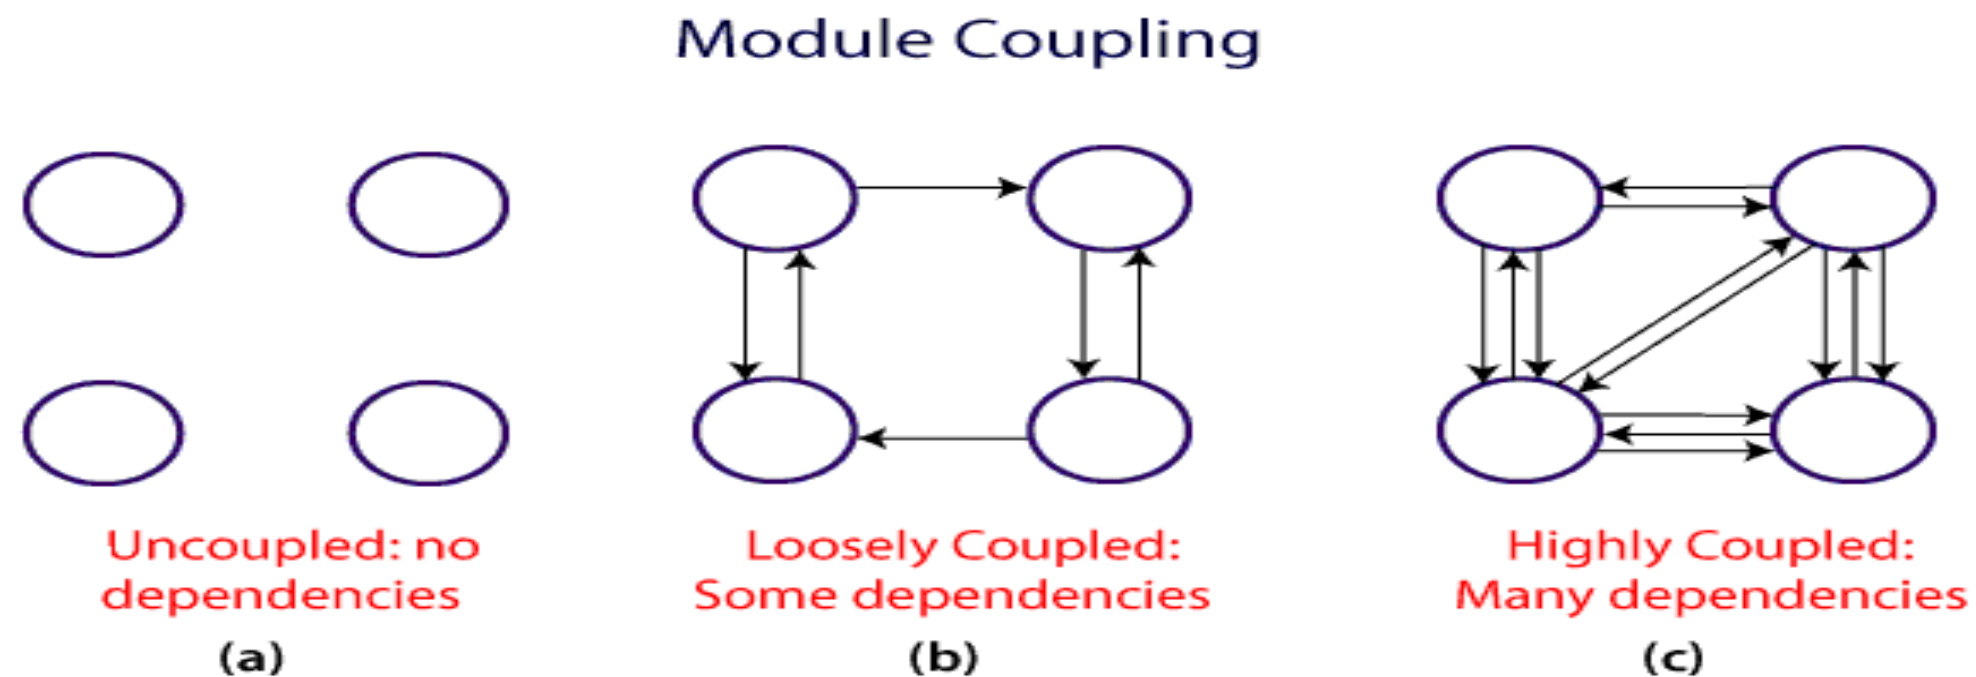 Module Coupling
Uncoupled: no
dependencies
(a)
Loosely Coupled:
Some dependencies
(b)
Highly Coupled:
Many dependencies
(c)